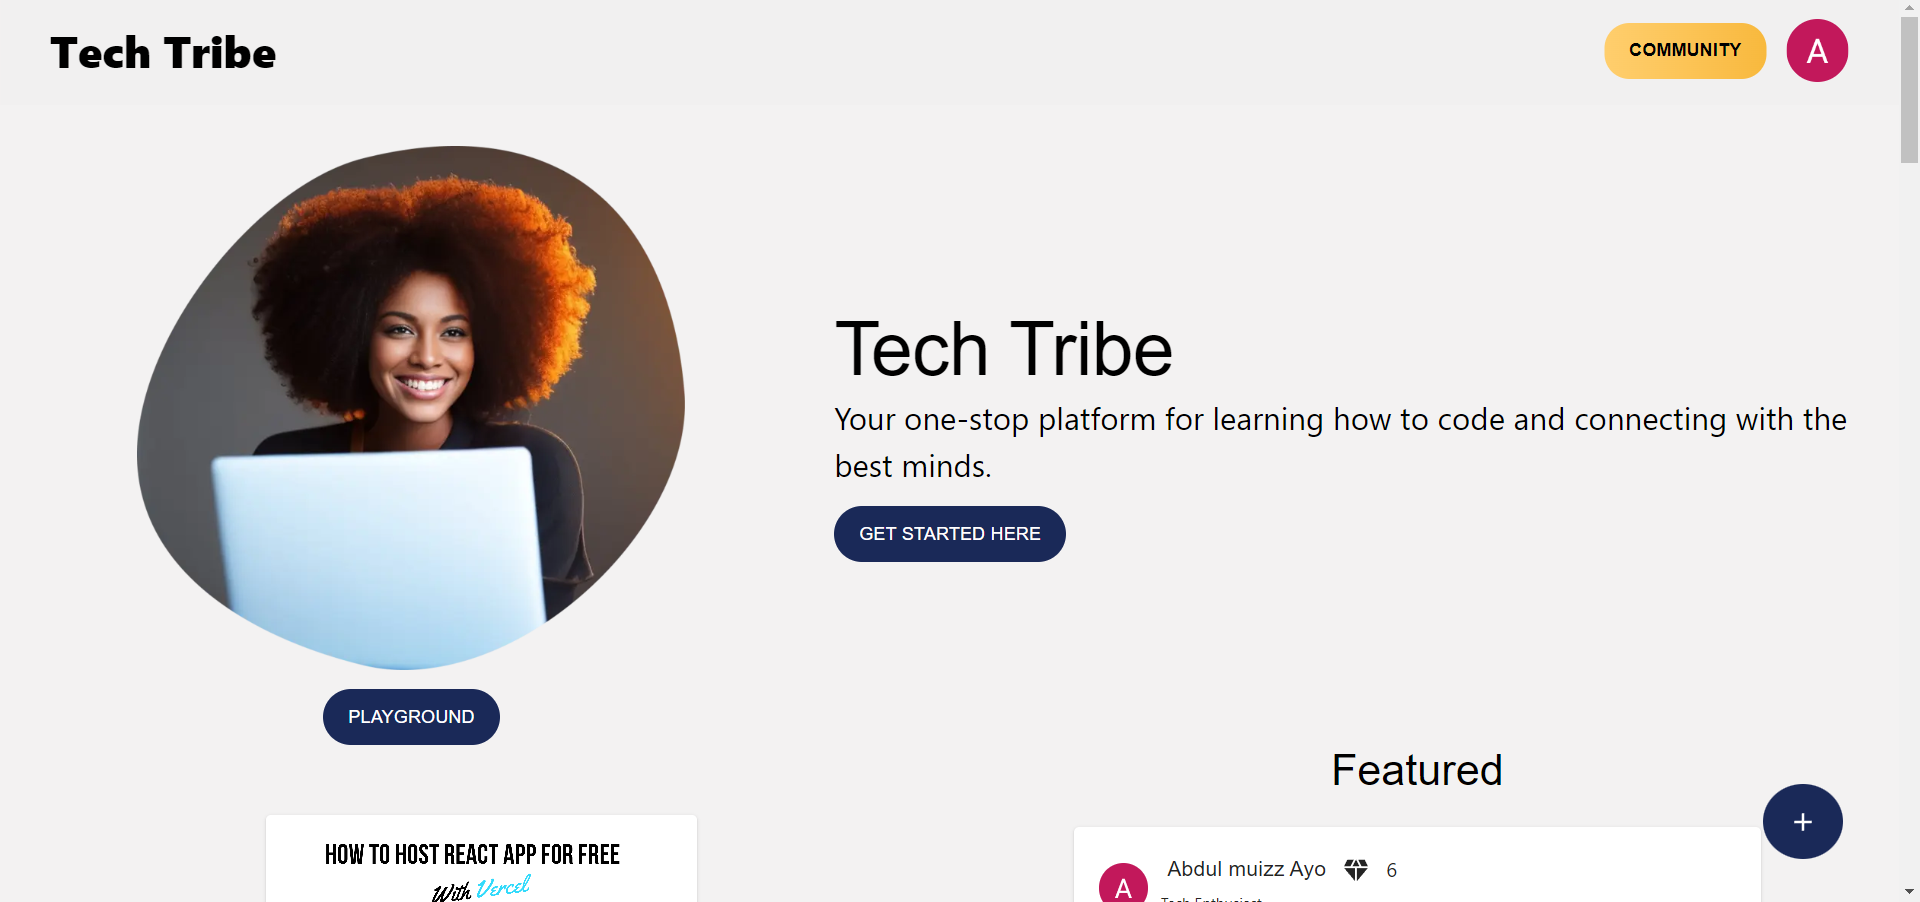 Tech Tribe
COMMUNITY
A
Tech Tribe
Your one-stop platform for learning how to code and connecting with the
best minds.
GET STARTED HERE
PLAYGROUND
Featured
HOW TO HOST REACT APP FOR FREE
With Vercel
Abdul muizz Ayo 6
A
Tech Enthusiast